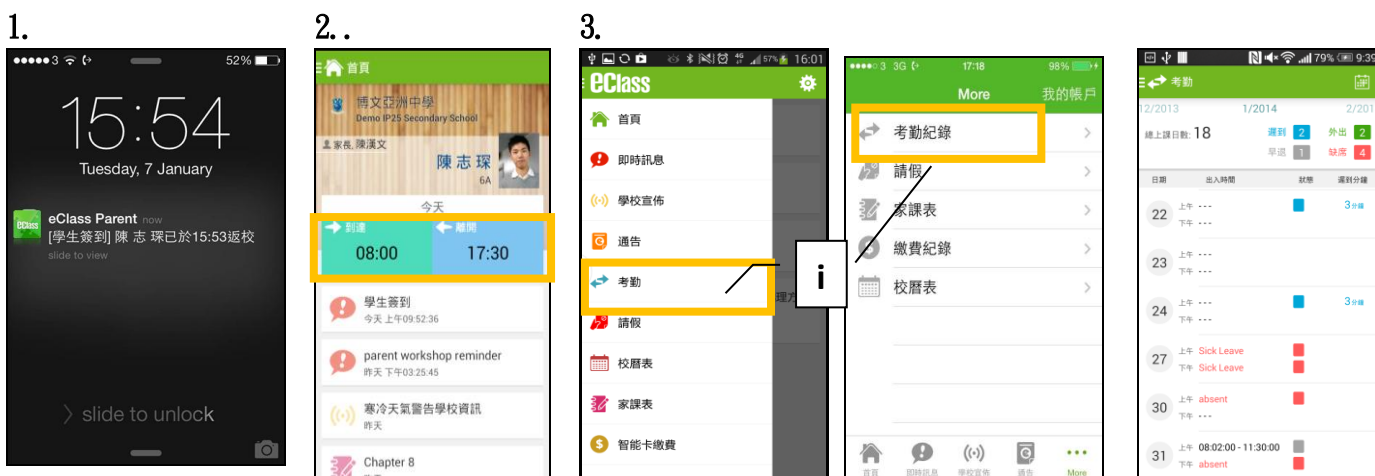 1.
2..
3.
3
52%
15:54
Tuesday, 7 January
eClass Parent now
[學生簽到] 陳 志 琛已於15:53返校
slide to view
slide to unlock
首頁
博文亞洲中學
Demo IP25 Secondary School
家長, 陳漢文
陳 志 琛
6A
今天
到達
離開
08:00
17:30
學生簽到
今天 上午09:52:36
parent workshop reminder
昨天 下午03:25:45
寒冷天氣警告學校資訊
昨天
Chapter 8
57% 16:01
eClass
首頁
即時訊息
學校宣佈
通告
考勤
請假
校曆表
家課表
智能卡繳費
理方
i
3 3G
17:18
98%
More
我的帳戶
考勤紀錄
請假
家課表
繳費紀錄
校曆表
首頁
即時訊息
學校宣佈
通告
More
79% 9:39
考勤
12/2013
1/2014
2/201
總上課日數: 18
遲到 2
外出 2
早退 1
缺席 4
日期
出入時間
狀態
遲到分鐘
22
上午 ---
3分鐘
下午 ---
23
上午 ---
下午 ---
24
上午 ---
3分鐘
下午 ---
27
上午 Sick Leave
下午 Sick Leave
30
上午 absent
下午 ---
31
上午 08:02:00 - 11:30:00
下午 absent